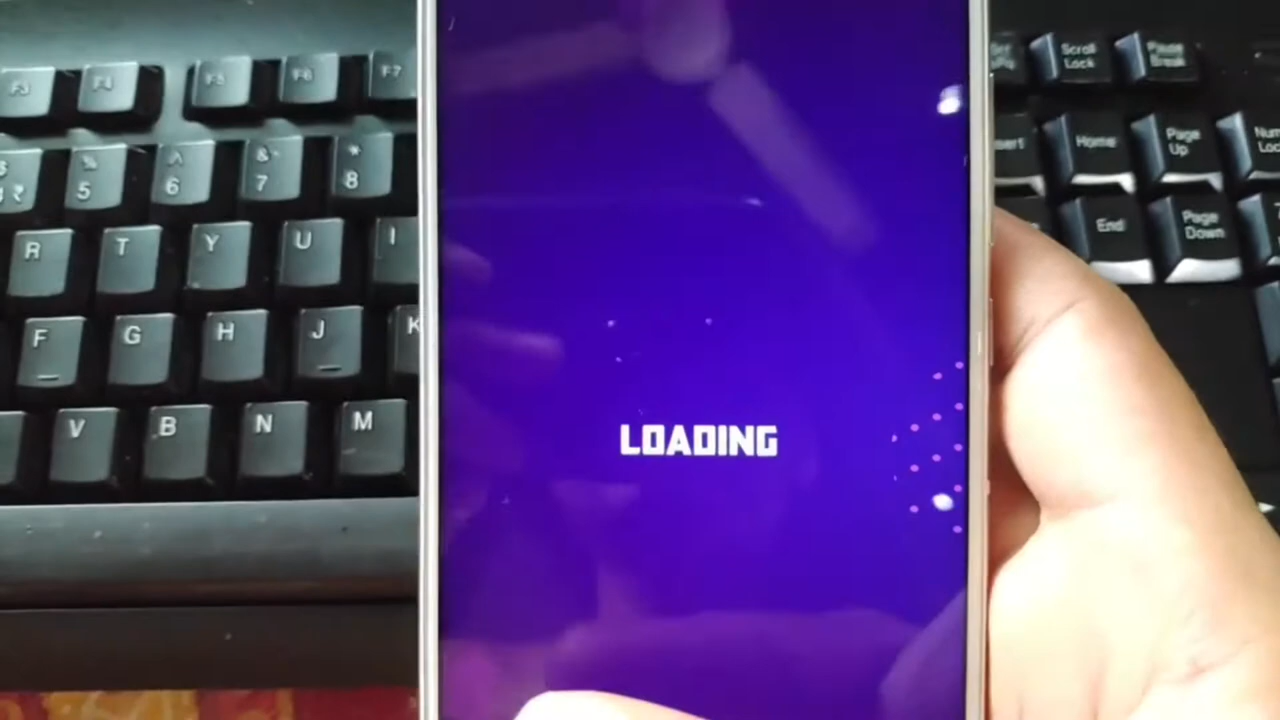 F3 F4 F5 F6 F7
$ % ^ & *
₹ 5 6 7 8
R T Y U I
F G H J K
V B N M
LOADING
Scroll
Lock
Pause
Break
Home
Page
Up
End
Page
Down